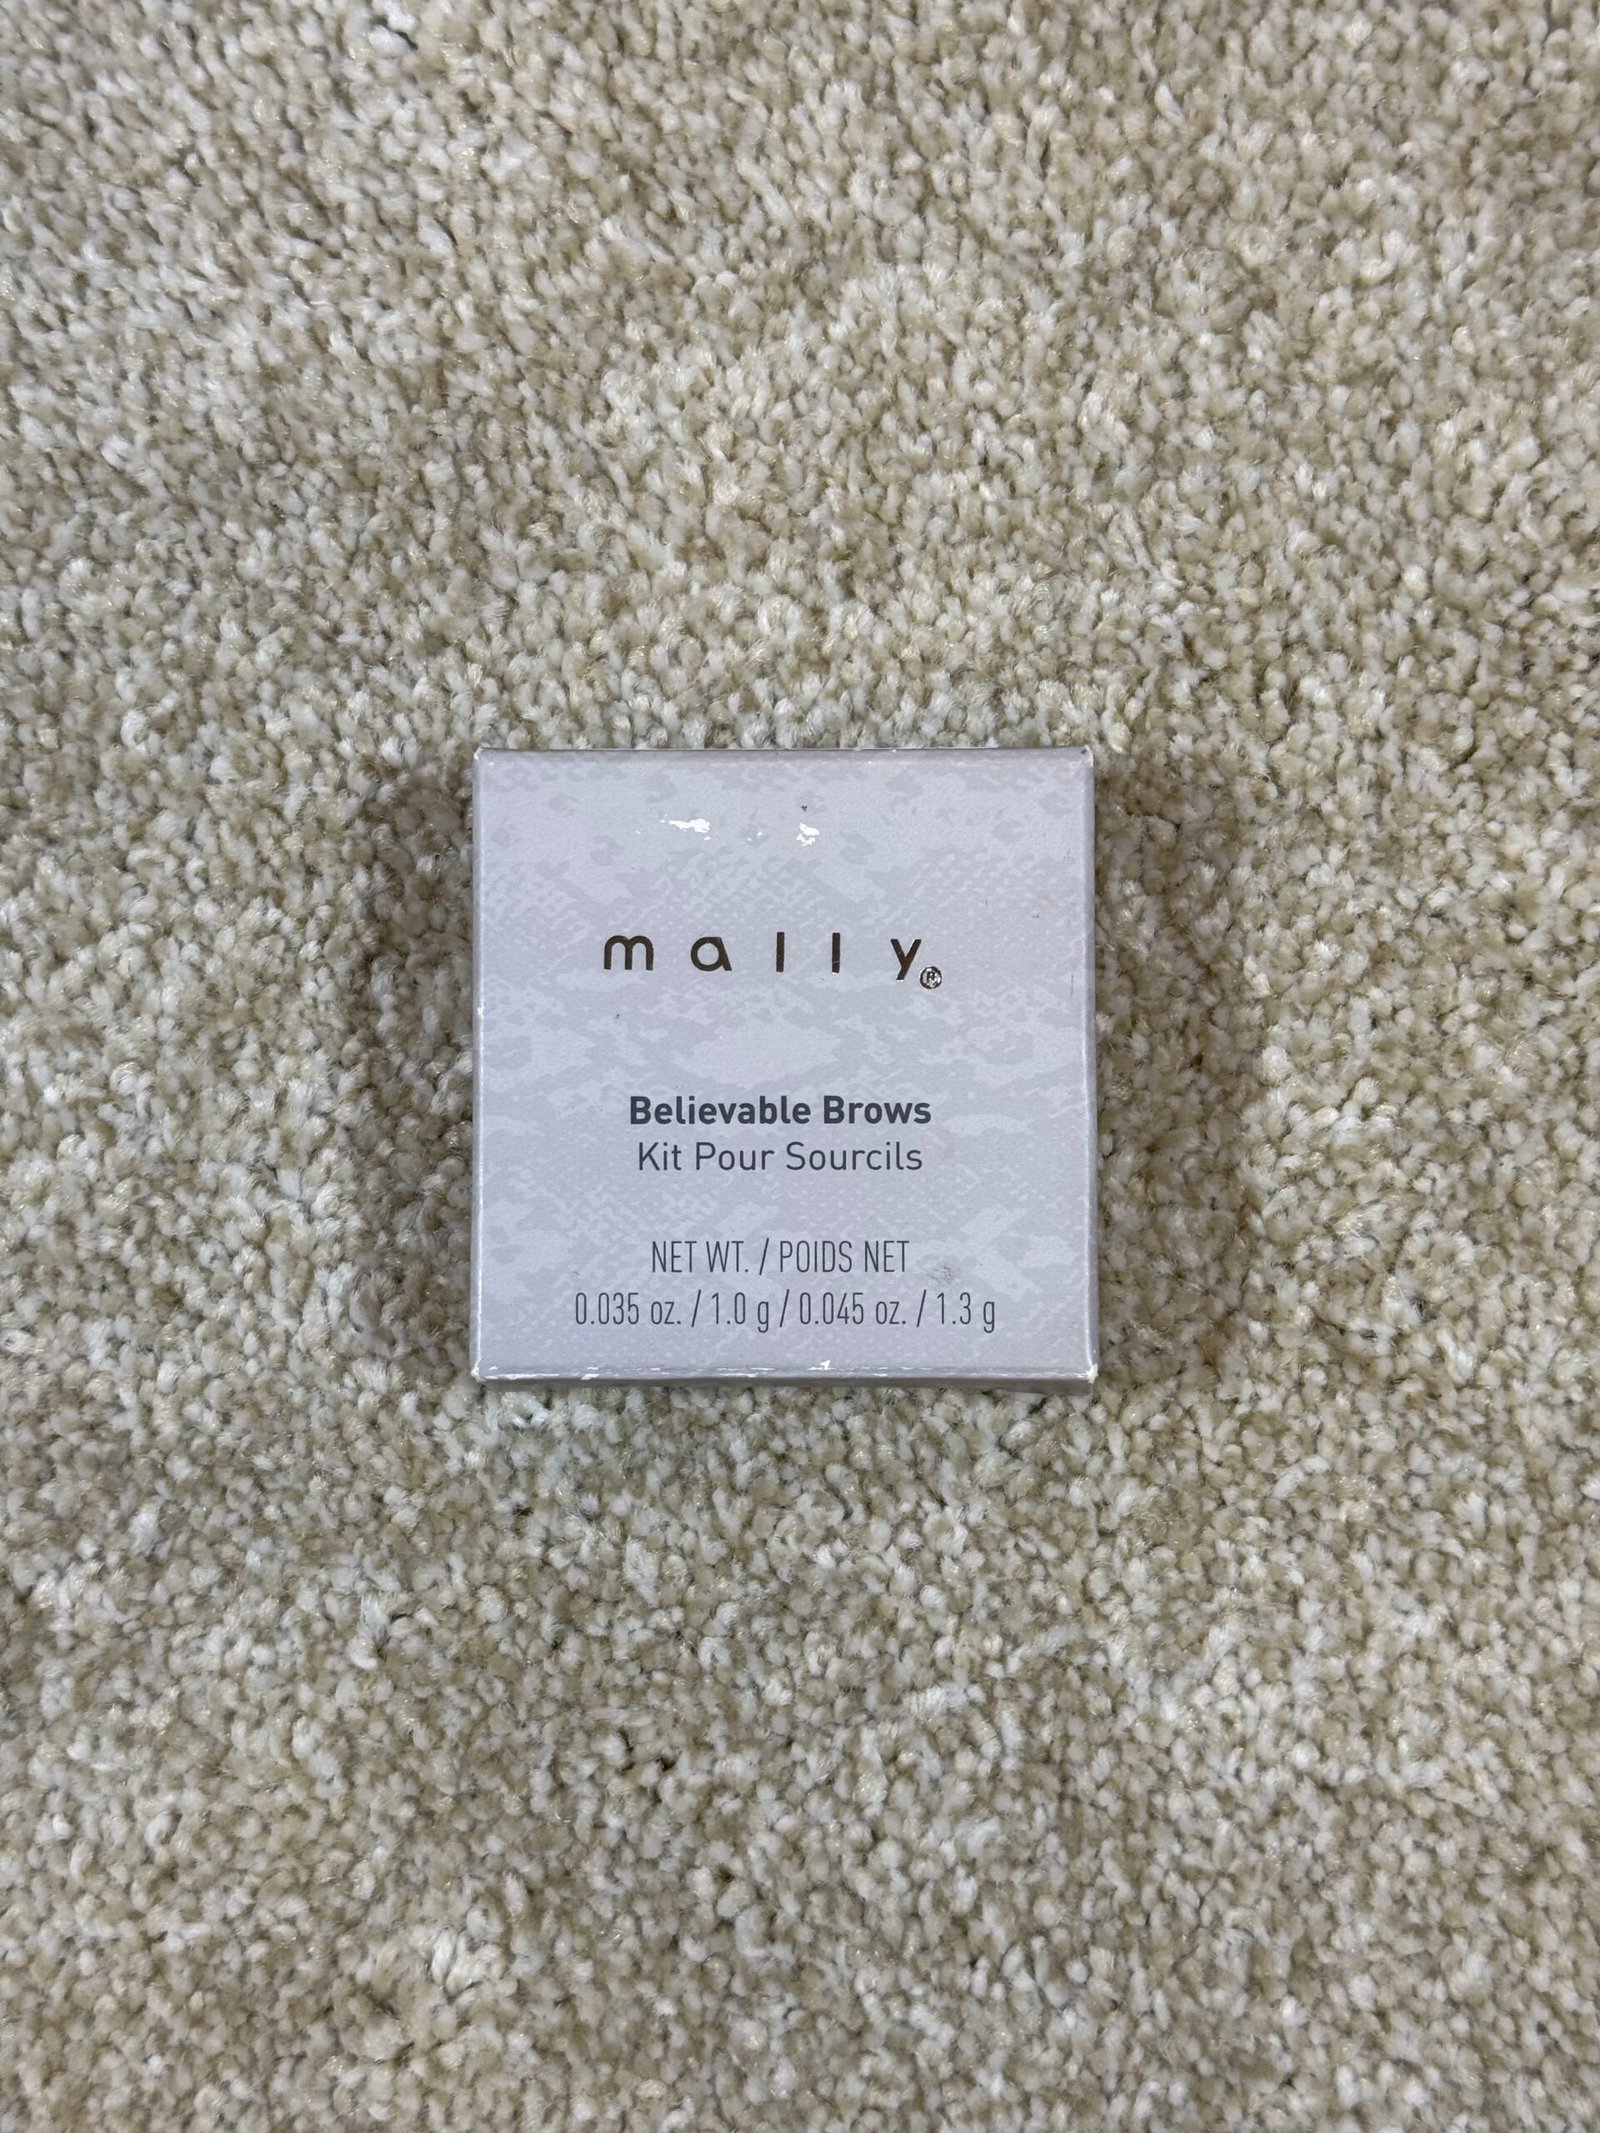 mally®
Believable Brows
Kit Pour Sourcils
NET WT. / POIDS NET
0.035 oz. / 1.0 g / 0.045 oz. / 1.3 g